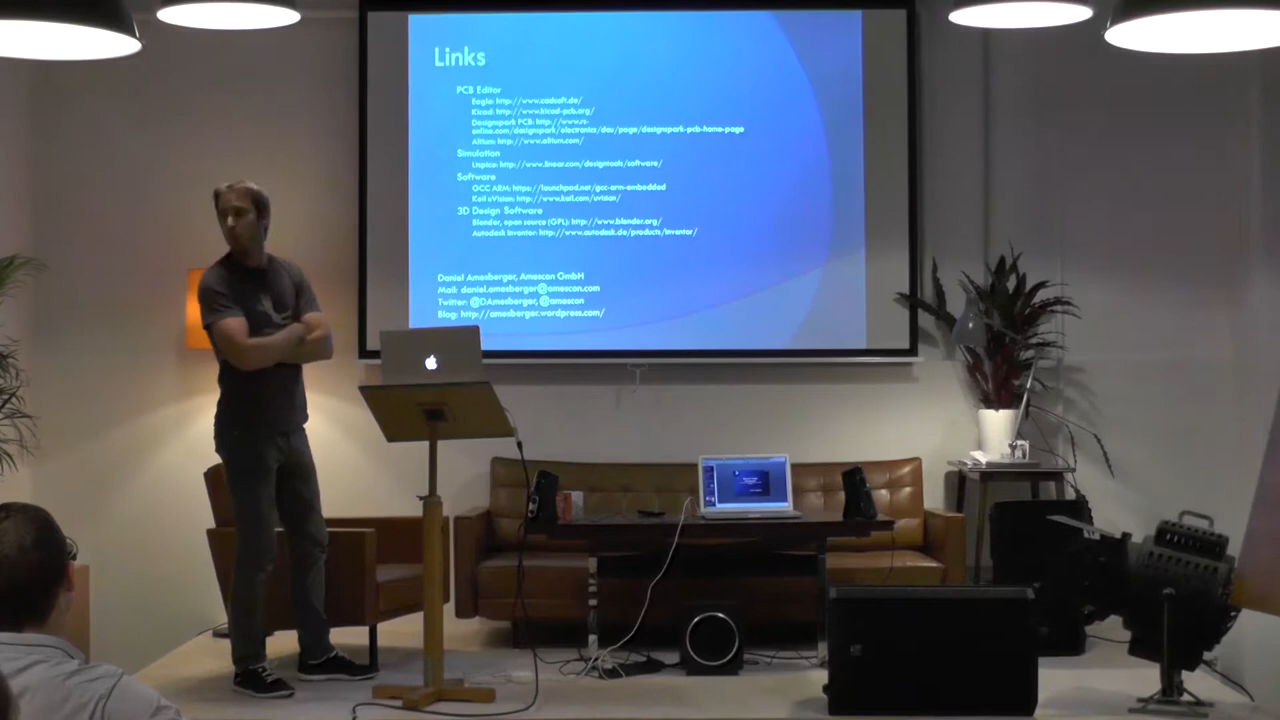 Links
PCB Editor
Eagle: http://www.cadsoft.de/
Kicad: http://www.kicad-pcb.org/
Designspark PCB: http://www.rs-
online.com/designspark/electronics/dev/page/designspark-pcb-home-page
Altium: http://www.altium.com/
Simulation
Ltspice: http://www.linear.com/designtools/software/
Software
GCC ARM: https://launchpad.net/gcc-arm-embedded
Keil uVision: http://www.keil.com/uvision/
3D Design Software
Blender, open source (GPL): http://www.blender.org/
Autodesk Inventor: http://www.autodesk.de/products/inventor/
Daniel Amesberger, Amescon GmbH
Mail: daniel.amesberger@amescon.com
Twitter: @DAmesberger, @amescon
Blog: http://amesberger.wordpress.com/